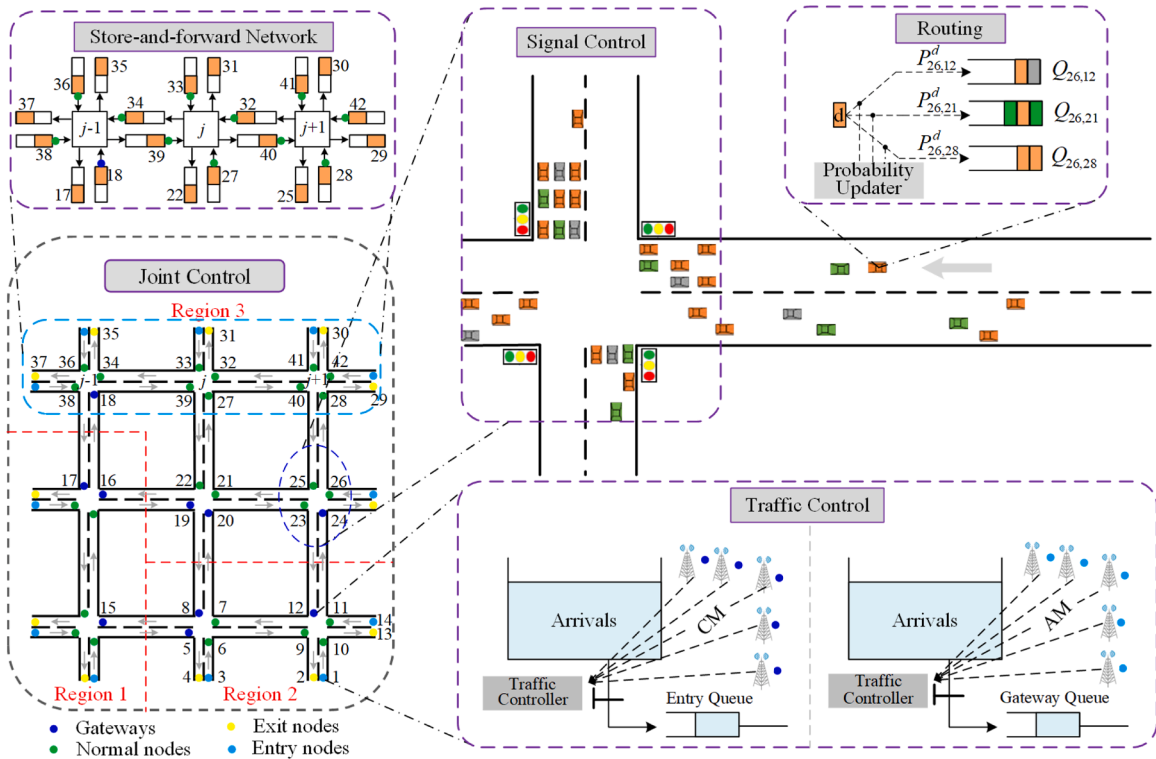 Store-and-forward Network
35 31 30
36 33 41
37 34 32 42
j-1 j j+1
38 39 40 29
18 27 28
17 22 25
Signal Control
Routing
P^d_{26,12} Q_{26,12}
d P^d_{26,21} Q_{26,21}
P^d_{26,28} Q_{26,28}
Probability
Updater
Joint Control
Region 3
35 31 30
37 36 34 33 32 41 42
j-1 j j+1
38 18 39 27 40 28 29
17 16 22 21 25 26
19 20 23 24
15 8 7 12 11
14
13
5 6 9 10
4 3 2 1
Region 1 Region 2
Gateways Exit nodes
Normal nodes Entry nodes
Traffic Control
Arrivals CM
Traffic
Controller
Entry Queue
Arrivals AM
Traffic
Controller
Gateway Queue